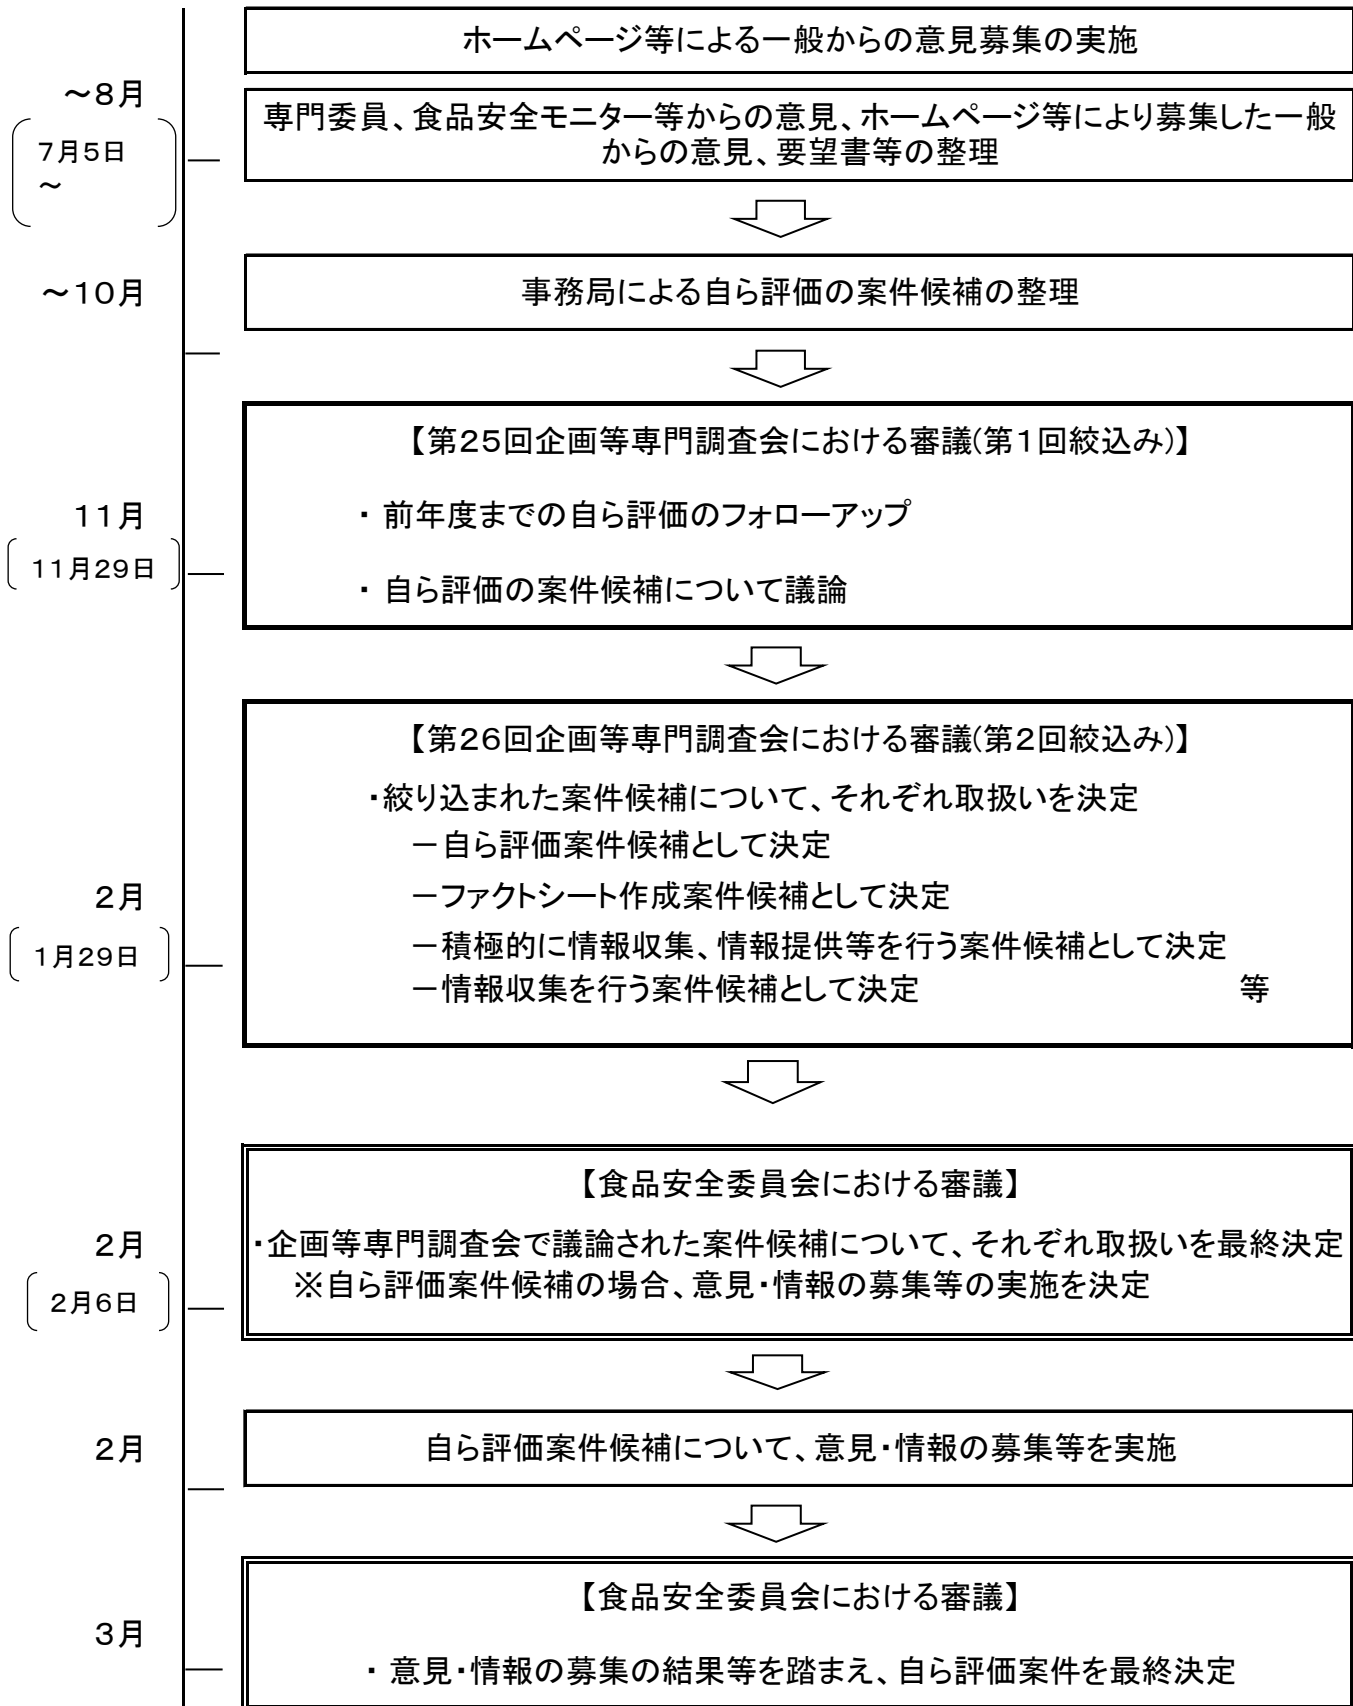 ホームページ等による一般からの意見募集の実施
～８月
専門委員、食品安全モニター等からの意見、ホームページ等により募集した一般
からの意見、要望書等の整理
７月５日
～
～１０月
事務局による自ら評価の案件候補の整理
【第２５回企画等専門調査会における審議(第１回絞込み)】
１１月
・ 前年度までの自ら評価のフォローアップ
１１月２９日
・ 自ら評価の案件候補について議論
【第２６回企画等専門調査会における審議(第２回絞込み)】
・絞り込まれた案件候補について、それぞれ取扱いを決定
－自ら評価案件候補として決定
２月
－ファクトシート作成案件候補として決定
１月２９日
－積極的に情報収集、情報提供等を行う案件候補として決定
－情報収集を行う案件候補として決定 等
【食品安全委員会における審議】
２月
・企画等専門調査会で議論された案件候補について、それぞれ取扱いを最終決定
２月６日
※自ら評価案件候補の場合、意見・情報の募集等の実施を決定
２月
自ら評価案件候補について、意見・情報の募集等を実施
【食品安全委員会における審議】
３月
・ 意見・情報の募集の結果等を踏まえ、自ら評価案件を最終決定